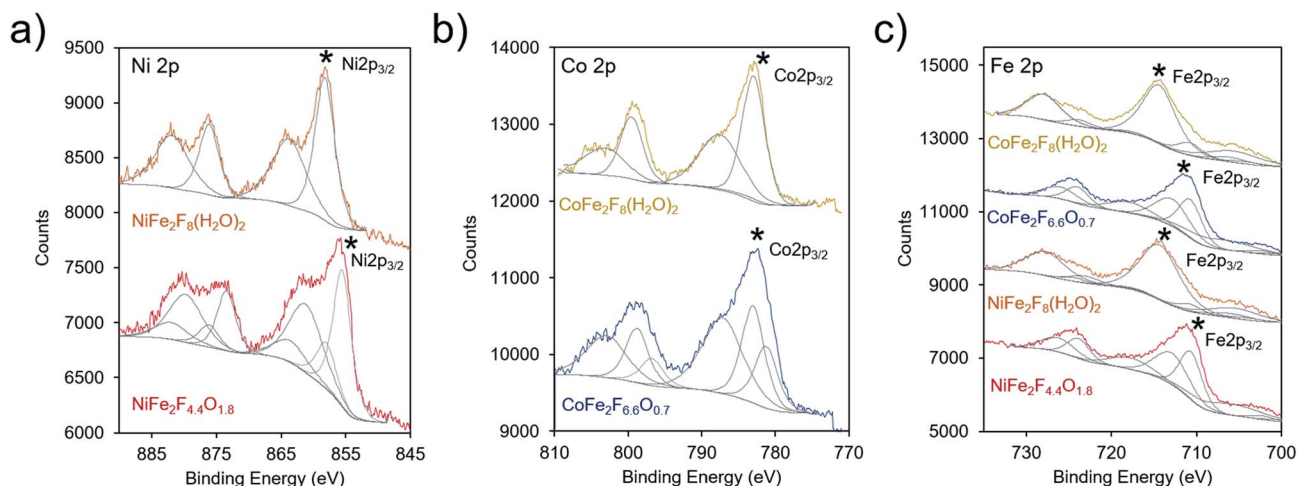 a)
9500
9000
8500
8000
7500
7000
6500
6000
Counts
Ni 2p
*
Ni2p3/2
NiFe2F8(H2O)2
*
Ni2p3/2
NiFe2F4.4O1.8
885 875 865 855 845
Binding Energy (eV)
b)
14000
13000
12000
11000
10000
9000
Co 2p
*
Co2p3/2
CoFe2F8(H2O)2
*
Co2p3/2
CoFe2F6.6O0.7
810 800 790 780 770
Binding Energy (eV)
c)
15000
13000
11000
9000
7000
5000
Counts
Fe 2p
*
Fe2p3/2
CoFe2F8(H2O)2
*
Fe2p3/2
CoFe2F6.6O0.7
*
Fe2p3/2
NiFe2F8(H2O)2
*
Fe2p3/2
NiFe2F4.4O1.8
730 720 710 700
Binding Energy (eV)